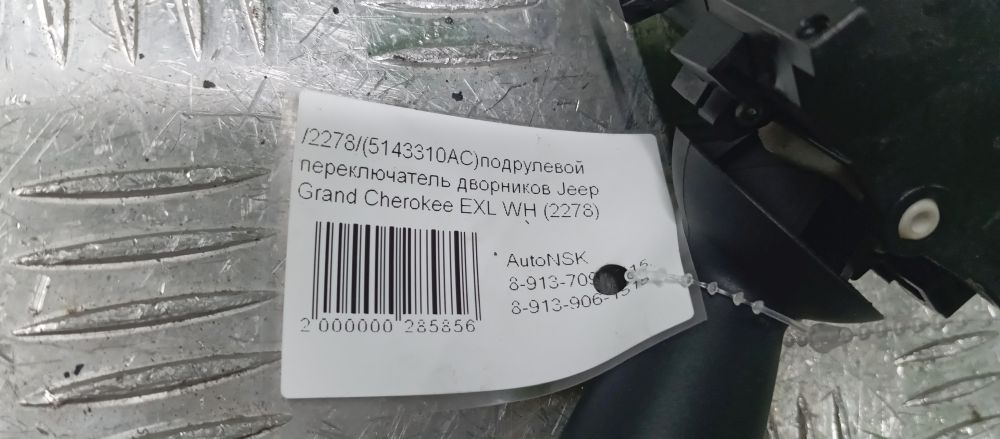 /2278/(5143310AC)подрулевой
переключатель дворников Jeep
Grand Cherokee EXL WH (2278)
AutoNSK
2 000000 285856